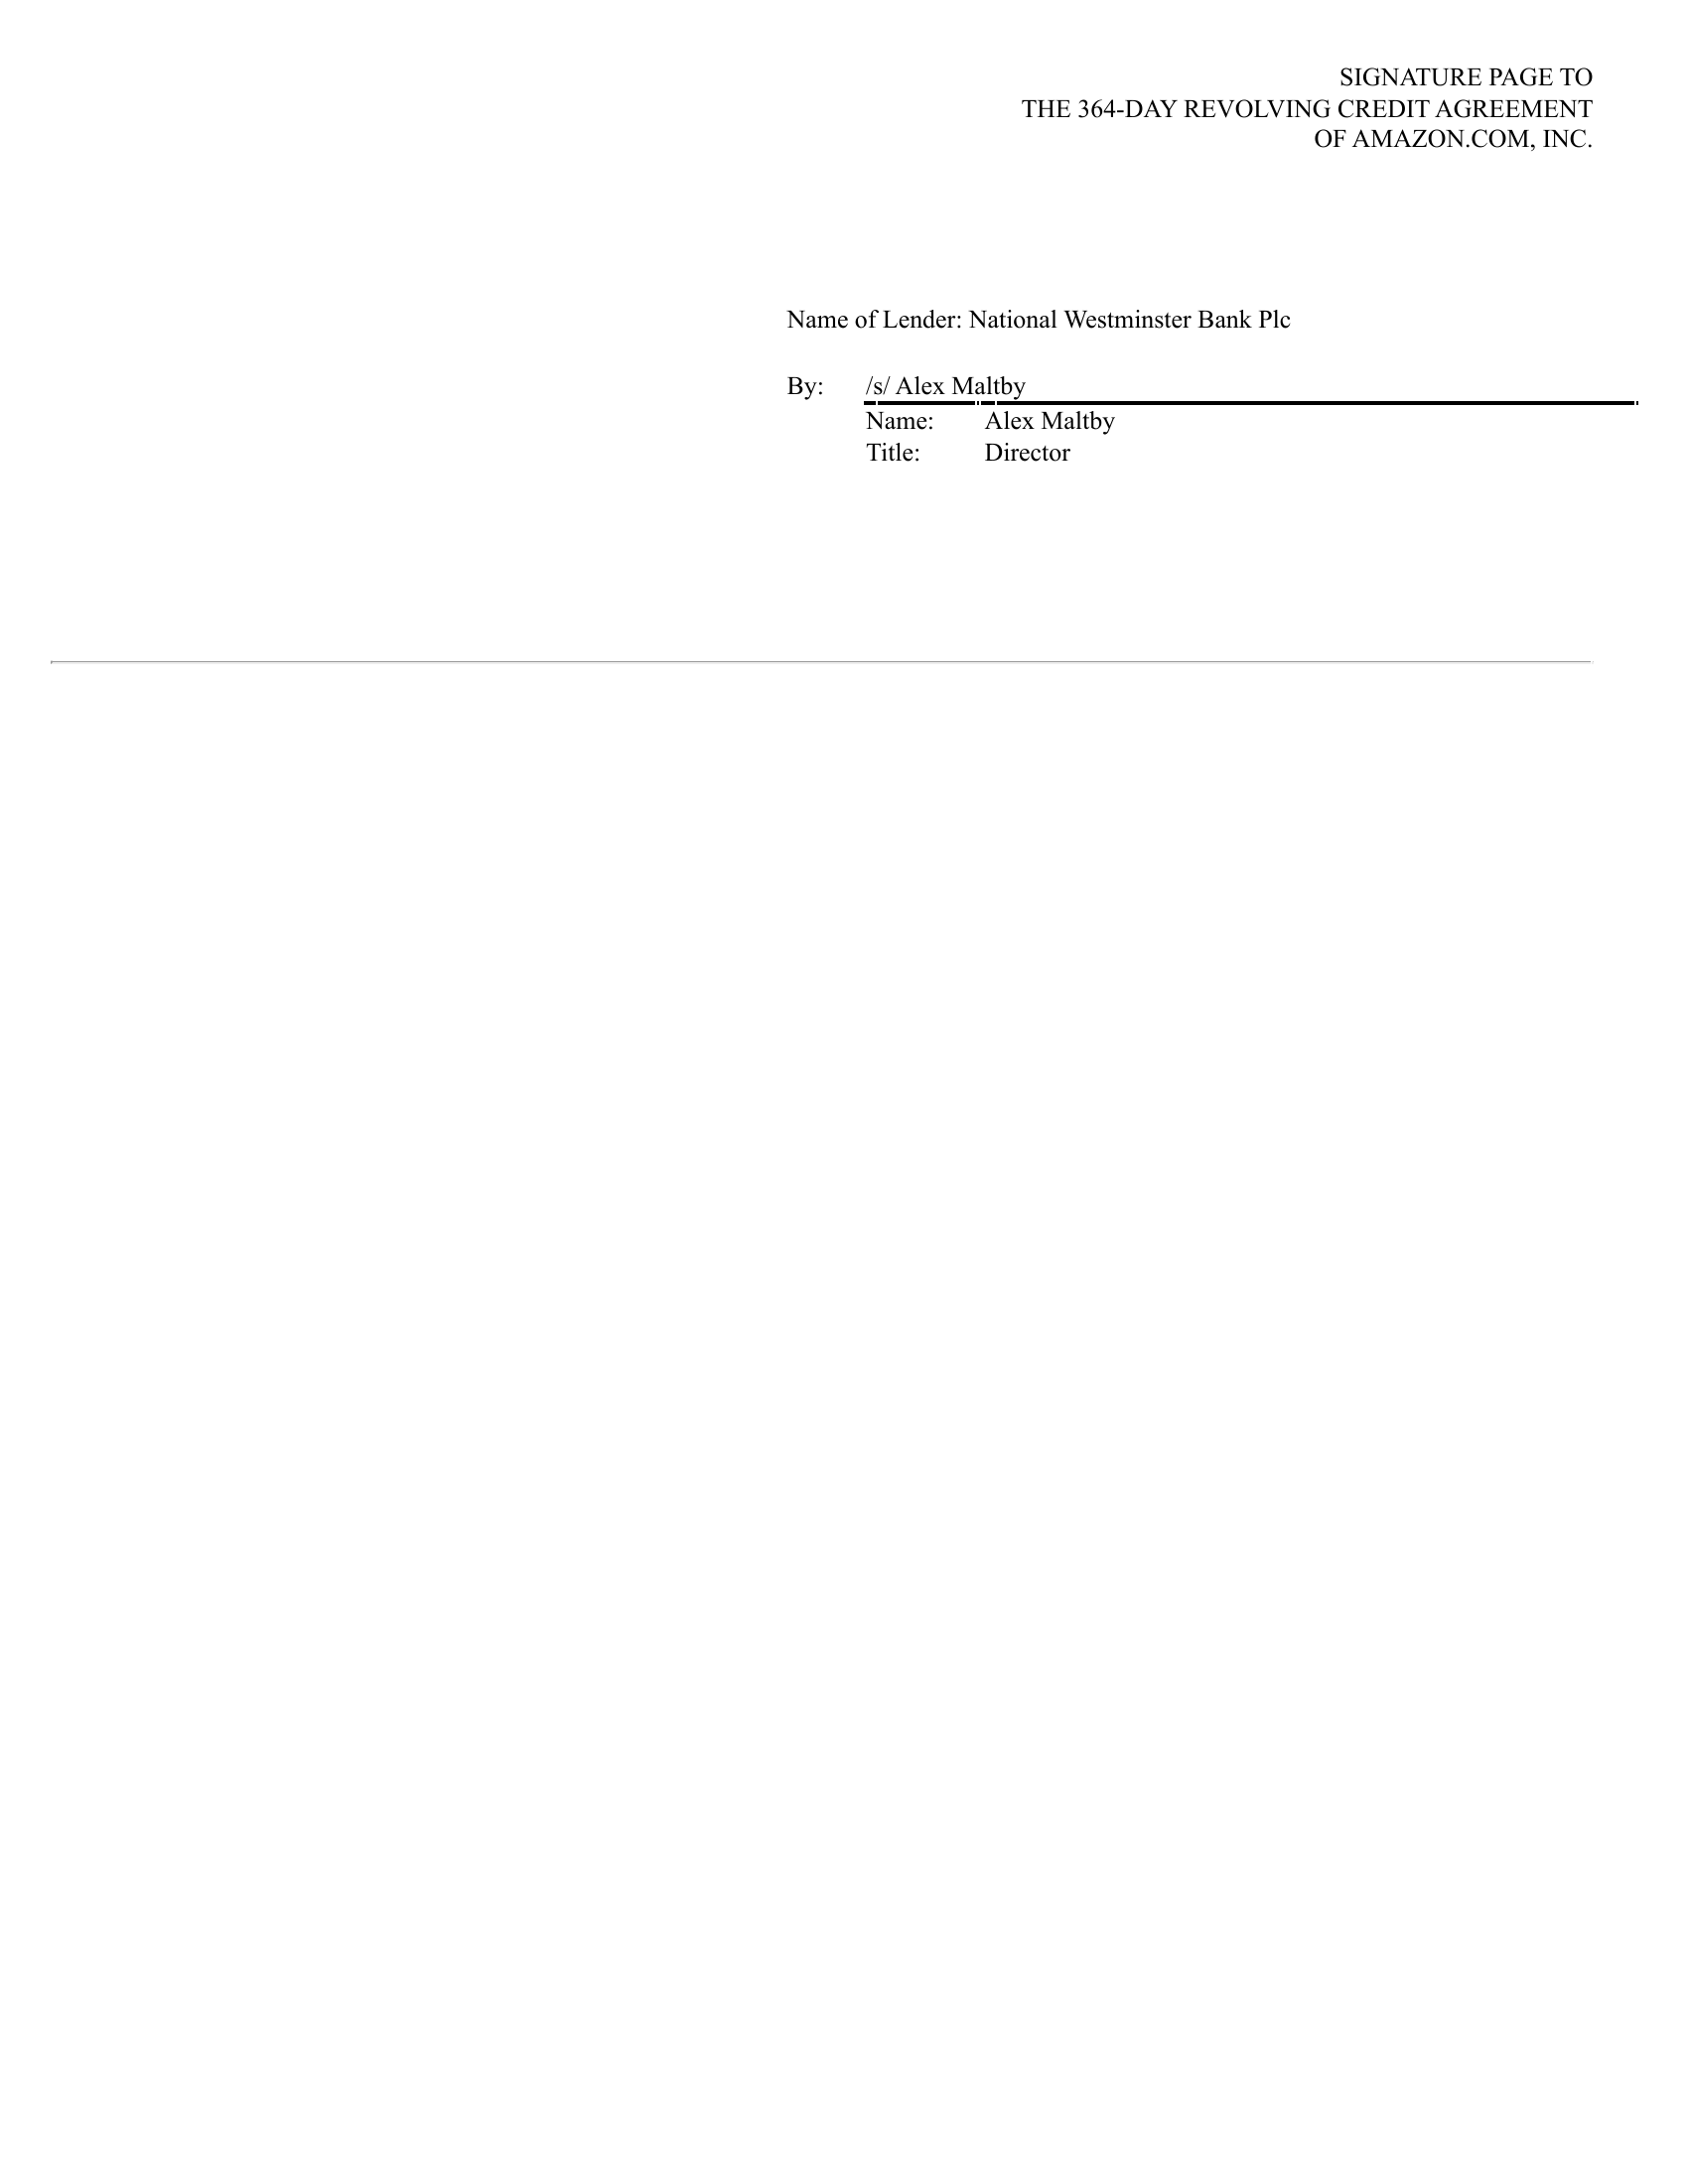 SIGNATURE PAGE TO
THE 364-DAY REVOLVING CREDIT AGREEMENT
OF AMAZON.COM, INC.
Name of Lender: National Westminster Bank Plc
By: /s/ Alex Maltby
Name: Alex Maltby
Title: Director